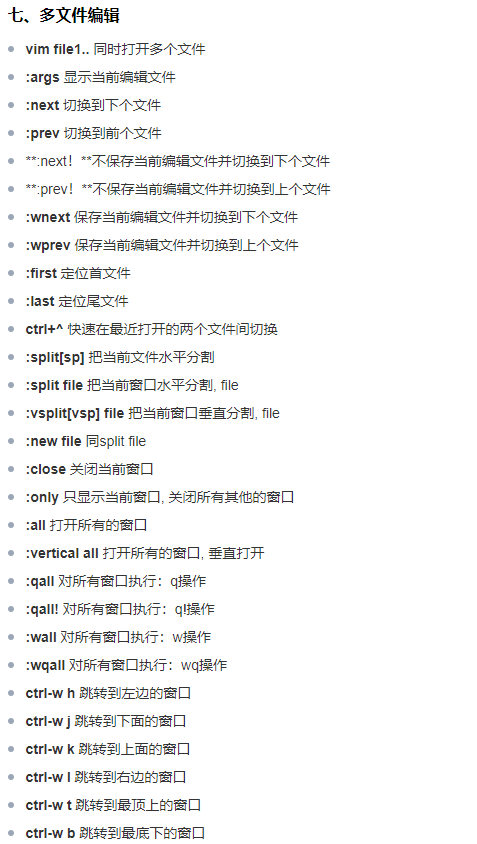 七、多文件编辑
vim file1.. 同时打开多个文件
:args 显示当前编辑文件
:next 切换到下个文件
:prev 切换到前个文件
**:next！**不保存当前编辑文件并切换到下个文件
**:prev！**不保存当前编辑文件并切换到上个文件
:wnext 保存当前编辑文件并切换到下个文件
:wprev 保存当前编辑文件并切换到上个文件
:first 定位首文件
:last 定位尾文件
ctrl+^ 快速在最近打开的两个文件间切换
:split[sp] 把当前文件水平分割
:split file 把当前窗口水平分割, file
:vsplit[vsp] file 把当前窗口垂直分割, file
:new file 同split file
:close 关闭当前窗口
:only 只显示当前窗口, 关闭所有其他的窗口
:all 打开所有的窗口
:vertical all 打开所有的窗口, 垂直打开
:qall 对所有窗口执行：q操作
:qall! 对所有窗口执行：q!操作
:wall 对所有窗口执行：w操作
:wqall 对所有窗口执行：wq操作
ctrl-w h 跳转到左边的窗口
ctrl-w j 跳转到下面的窗口
ctrl-w k 跳转到上面的窗口
ctrl-w l 跳转到右边的窗口
ctrl-w t 跳转到最顶上的窗口
ctrl-w b 跳转到最底下的窗口